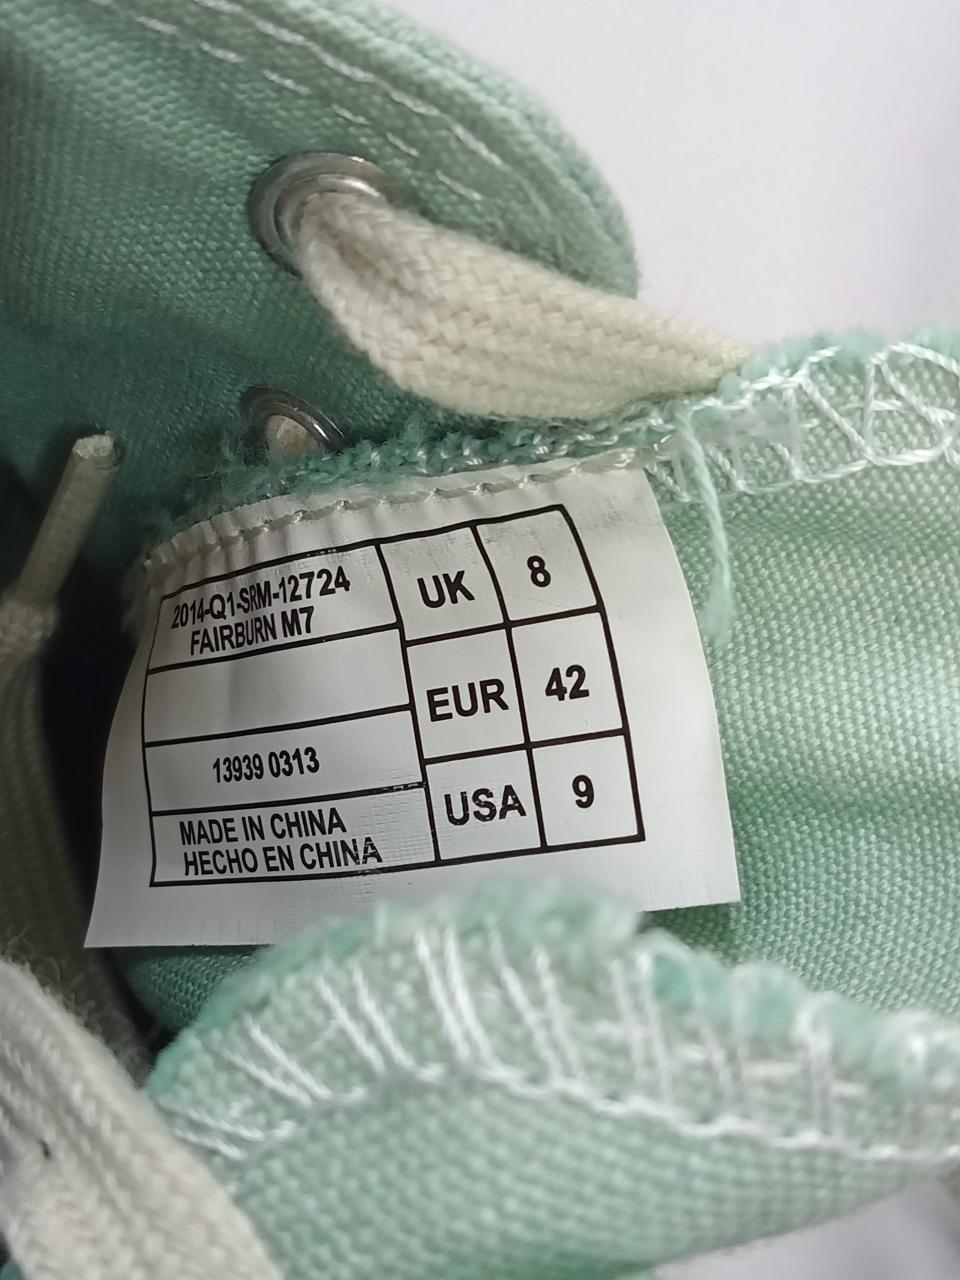 2014-Q1-SRM-12724
FAIRBURN M7
13939 0313
MADE IN CHINA
HECHO EN CHINA
UK 8
EUR 42
USA 9